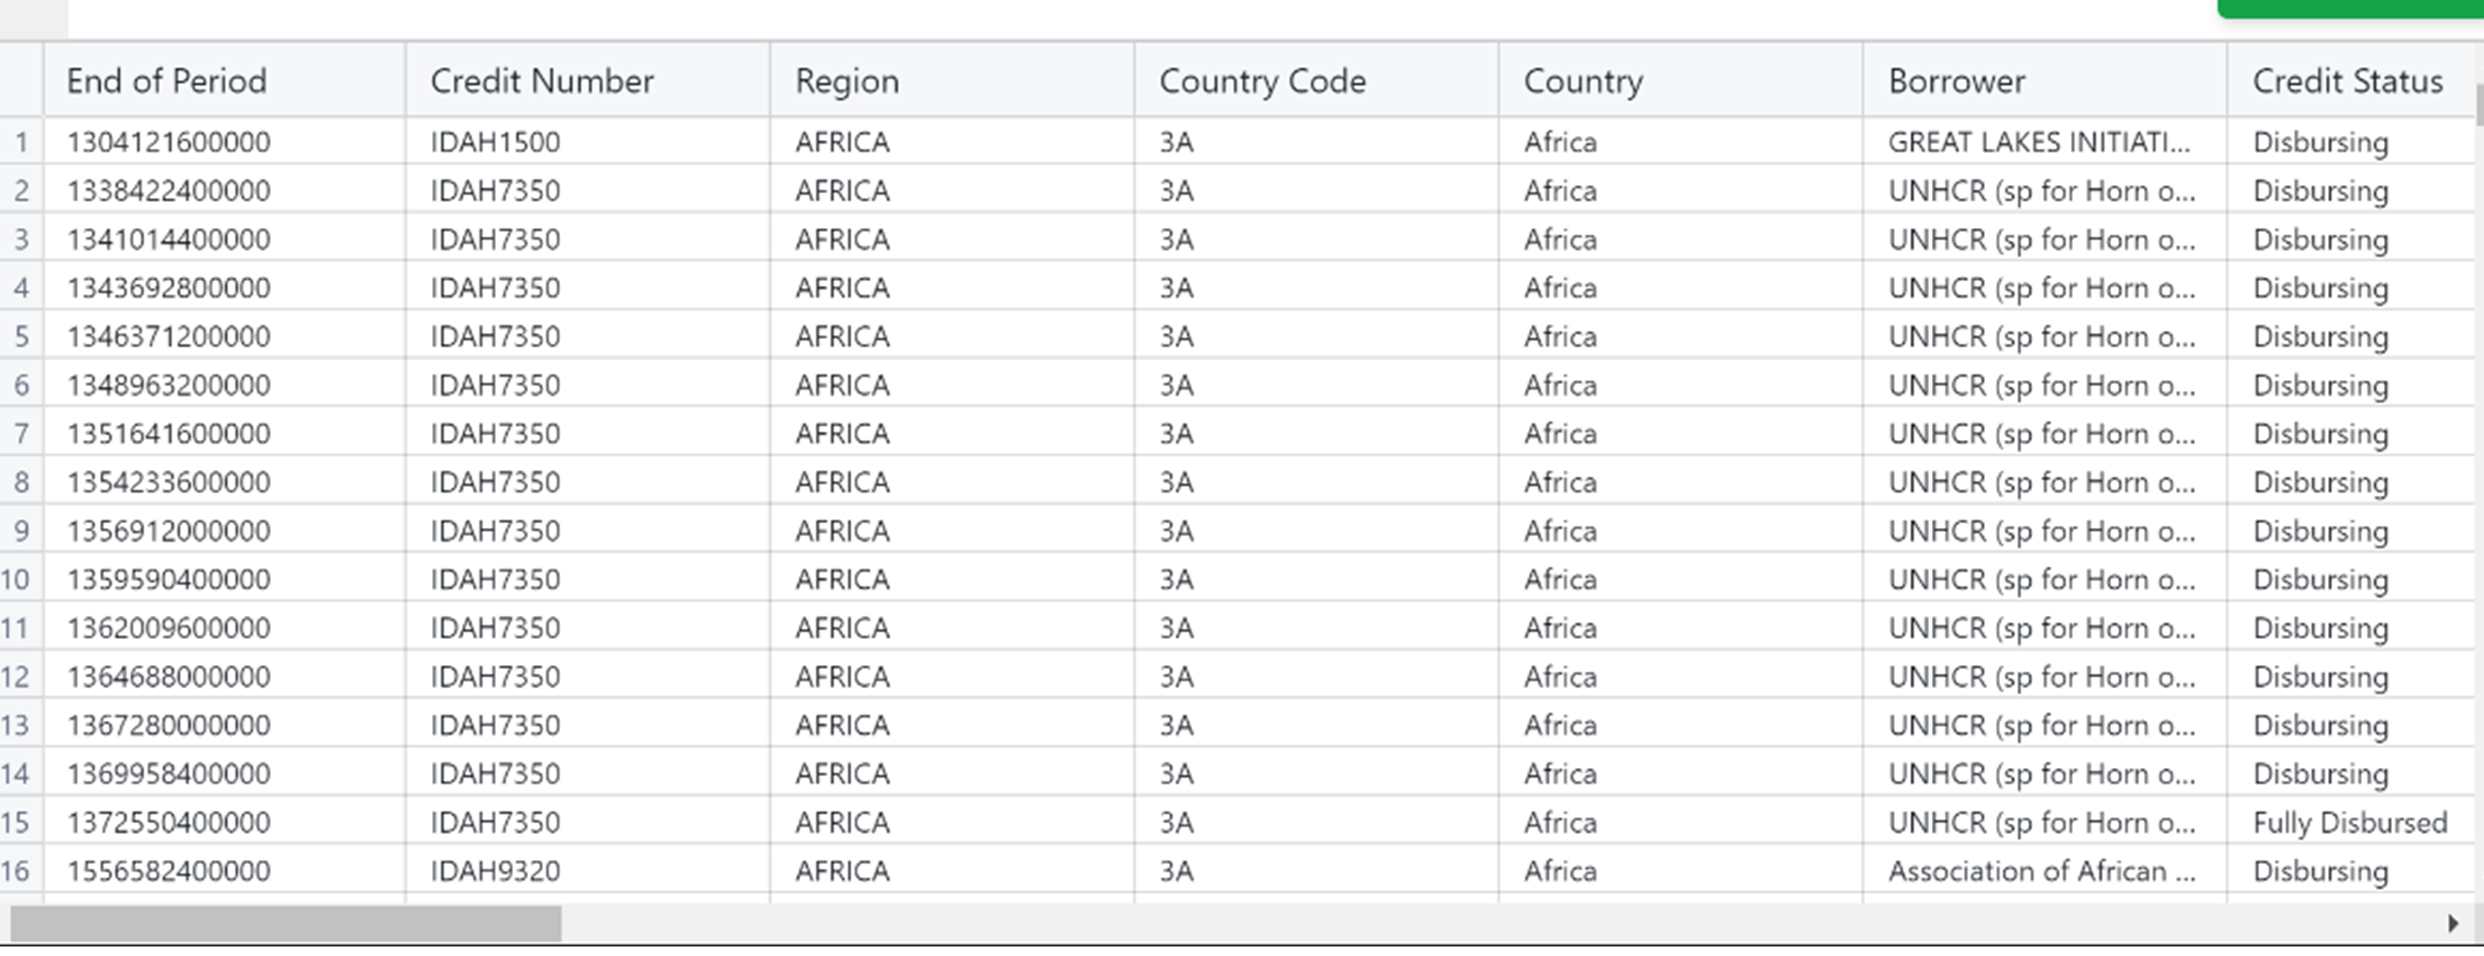 End of Period Credit Number Region Country Code Country Borrower Credit Status
1 1304121600000 IDAH1500 AFRICA 3A Africa GREAT LAKES INITIATI... Disbursing
2 1338422400000 IDAH7350 AFRICA 3A Africa UNHCR (sp for Horn o... Disbursing
3 1341014400000 IDAH7350 AFRICA 3A Africa UNHCR (sp for Horn o... Disbursing
4 1343692800000 IDAH7350 AFRICA 3A Africa UNHCR (sp for Horn o... Disbursing
5 1346371200000 IDAH7350 AFRICA 3A Africa UNHCR (sp for Horn o... Disbursing
6 1348963200000 IDAH7350 AFRICA 3A Africa UNHCR (sp for Horn o... Disbursing
7 1351641600000 IDAH7350 AFRICA 3A Africa UNHCR (sp for Horn o... Disbursing
8 1354233600000 IDAH7350 AFRICA 3A Africa UNHCR (sp for Horn o... Disbursing
9 1356912000000 IDAH7350 AFRICA 3A Africa UNHCR (sp for Horn o... Disbursing
10 1359590400000 IDAH7350 AFRICA 3A Africa UNHCR (sp for Horn o... Disbursing
11 1362009600000 IDAH7350 AFRICA 3A Africa UNHCR (sp for Horn o... Disbursing
12 1364688000000 IDAH7350 AFRICA 3A Africa UNHCR (sp for Horn o... Disbursing
13 1367280000000 IDAH7350 AFRICA 3A Africa UNHCR (sp for Horn o... Disbursing
14 1369958400000 IDAH7350 AFRICA 3A Africa UNHCR (sp for Horn o... Disbursing
15 1372550400000 IDAH7350 AFRICA 3A Africa UNHCR (sp for Horn o... Fully Disbursed
16 1556582400000 IDAH9320 AFRICA 3A Africa Association of African ... Disbursing